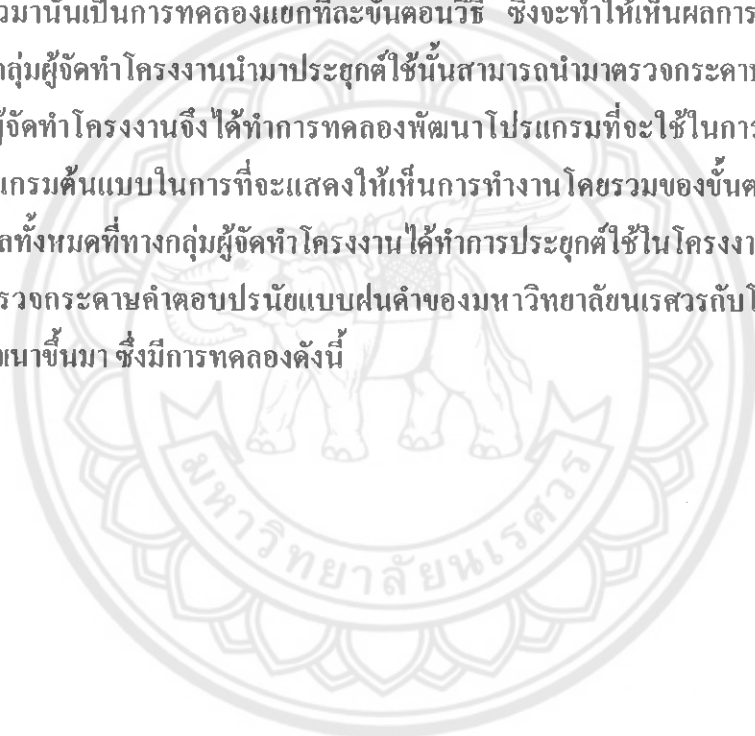 วมานั้นเป็นการทดลองแยกทีละขั้นตอนวิธี ซึ่งจะทำให้เห็นผลการ
ลุ่มผู้จัดทำโครงงานนำมาประยุกต์ใช้นั้นสามารถนำมาตรวจกระดา
ผู้จัดทำโครงงานจึงได้ทำการทดลองพัฒนาโปรแกรมที่จะใช้ในกา
แกรมต้นแบบในการที่จะแสดงให้เห็นการทำงานโดยรวมของขั้นต
ลทั้งหมดที่ทางกลุ่มผู้จัดทำโครงงานได้ทำการประยุกต์ใช้ในโครงงา
รวจกระดาษคำตอบปรนัยแบบฝนดำของมหาวิทยาลัยนเรศวรกับโ
นาขึ้นมา ซึ่งมีการทดลองดังนี้
มหาวิทยาลัยนเรศวร